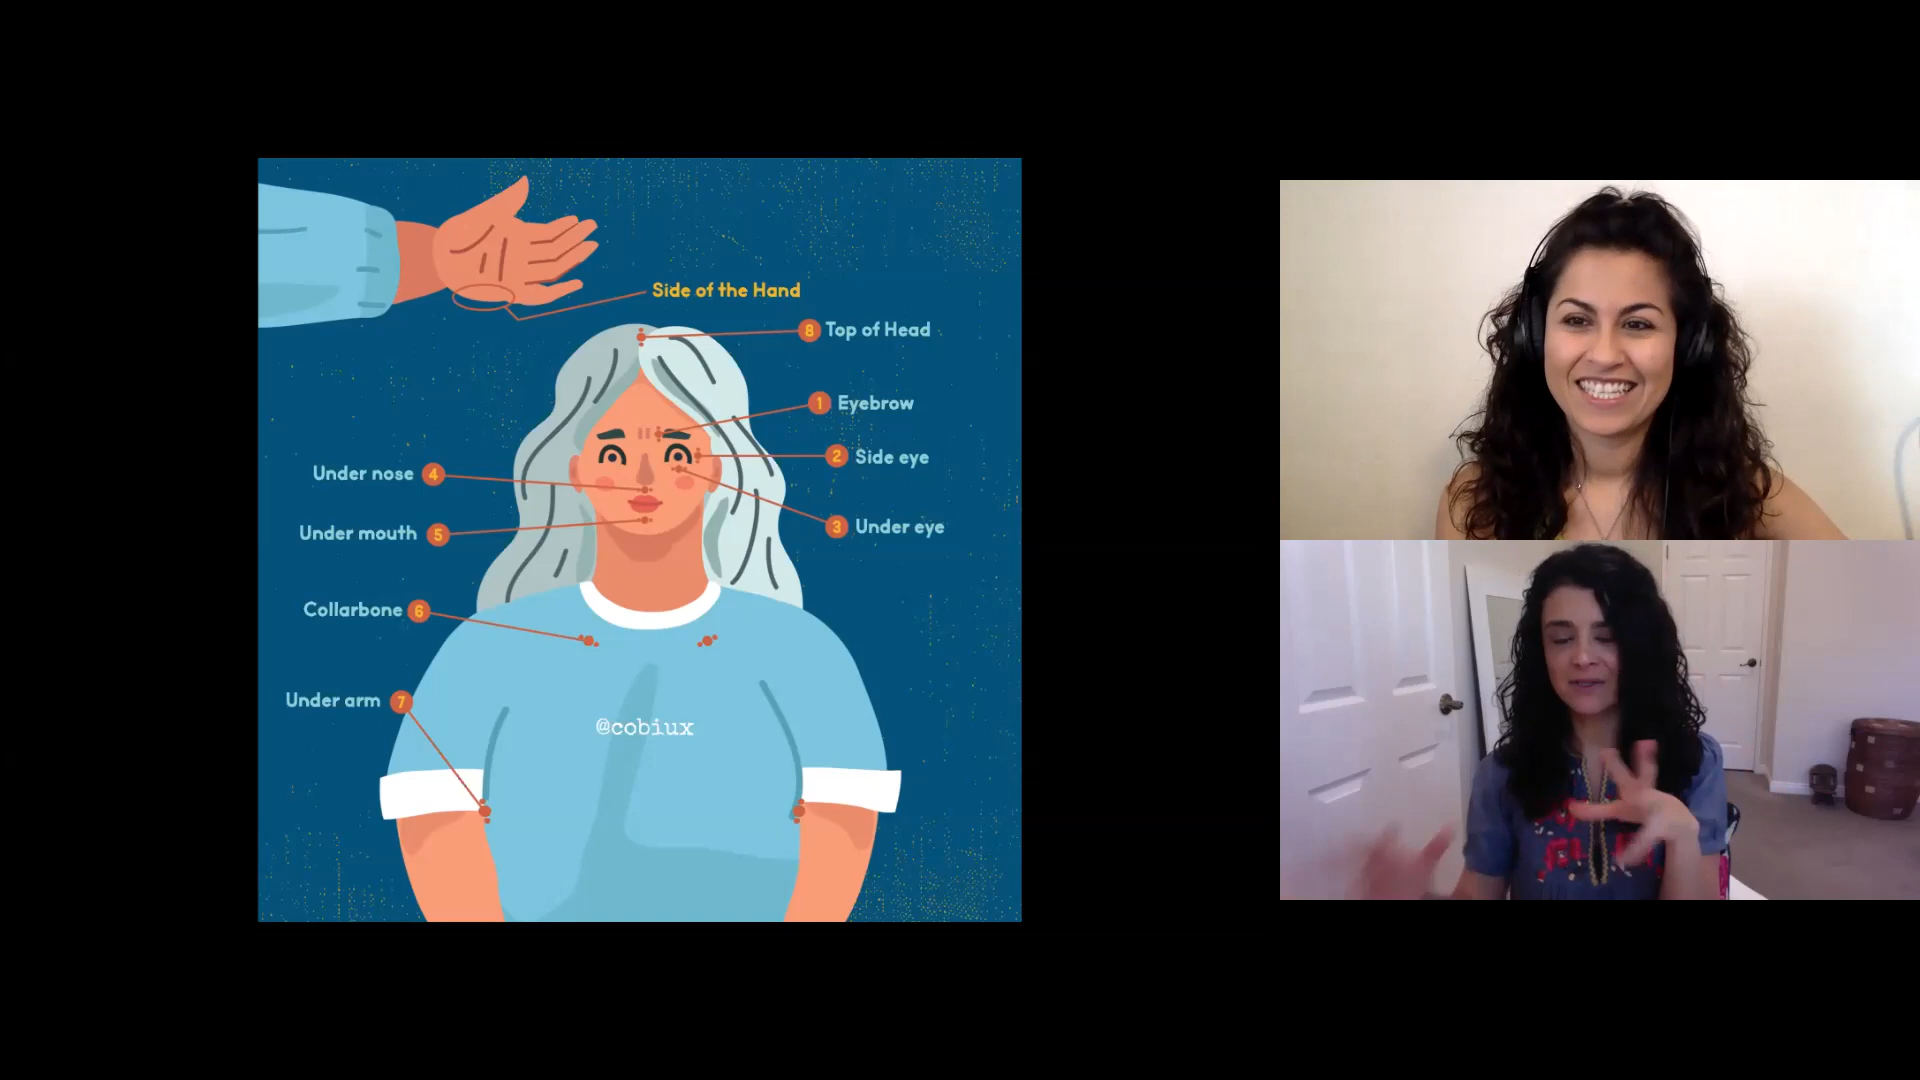 Side of the Hand
8 Top of Head
1 Eyebrow
2 Side eye
Under nose 4
3 Under eye
Under mouth 5
Collarbone 6
Under arm 7
@cobiux